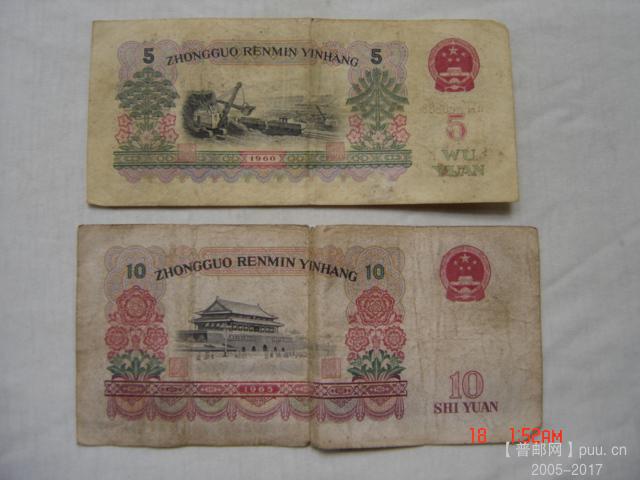 5 ZHONGGUO RENMIN YINHANG 5
5
WU
YUAN
1960
10 ZHONGGUO RENMIN YINHANG 10
1965
10
SHI YUAN
18 1:52AM
【普邮网】puu.cn
2005-2017